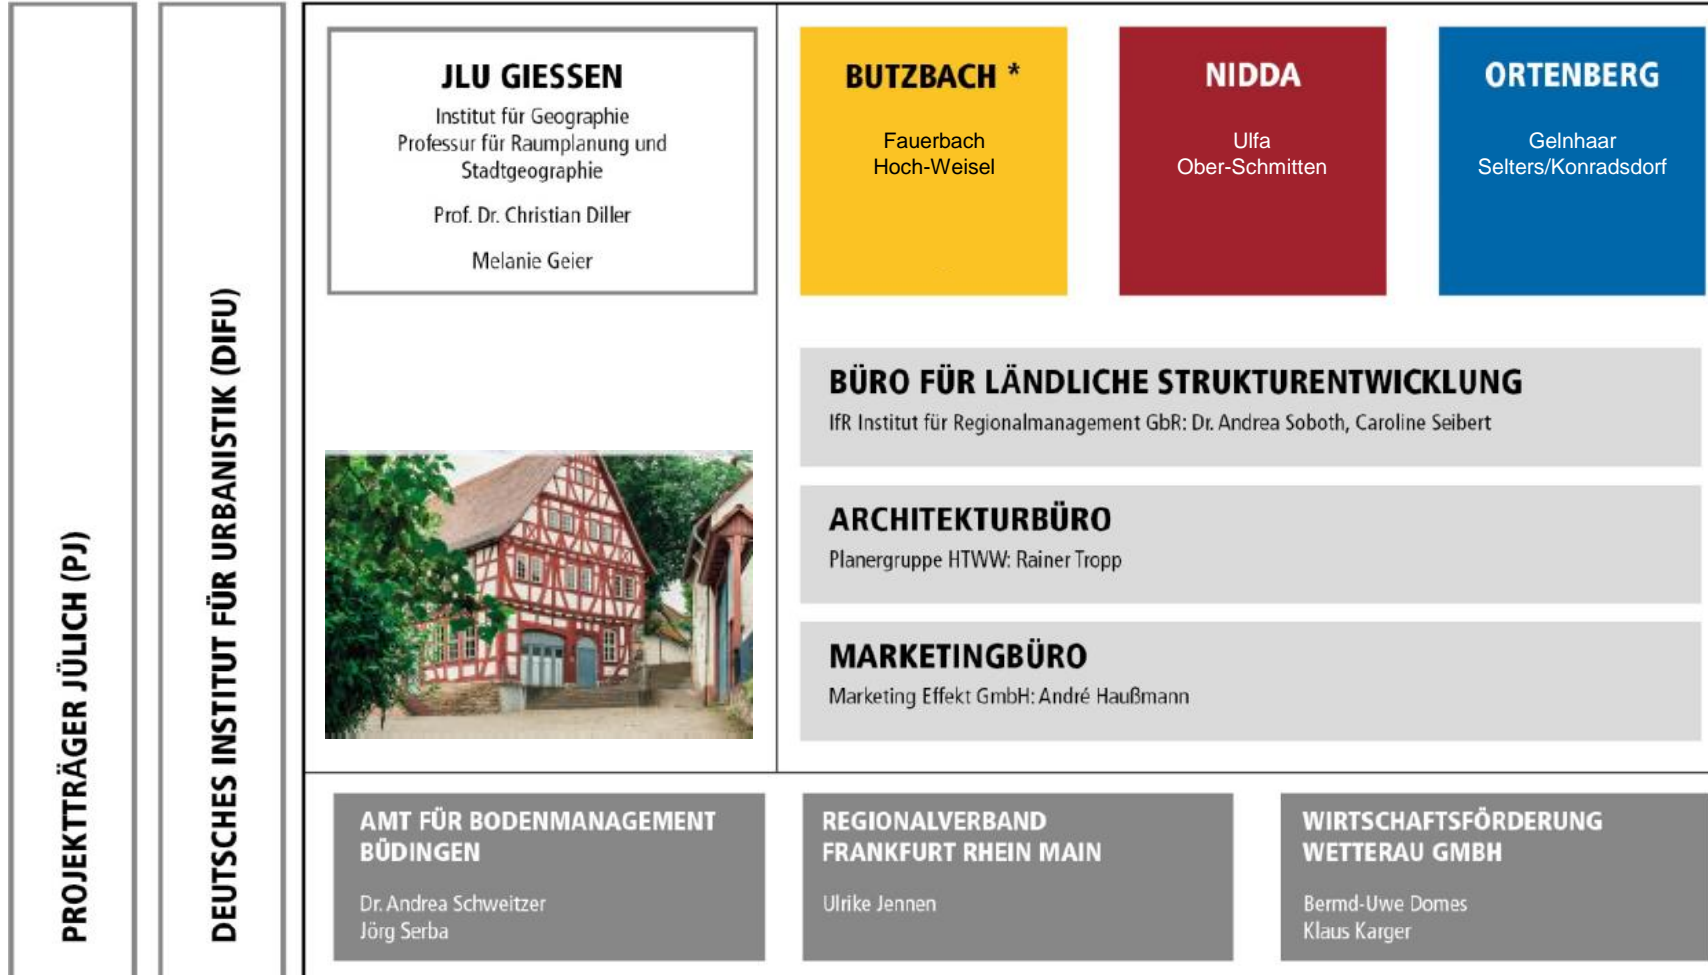 PROJEKTTRÄGER JÜLICH (PJ)
DEUTSCHES INSTITUT FÜR URBANISTIK (DIFU)
JLU GIESSEN
Institut für Geographie
Professur für Raumplanung und
Stadtgeographie
Prof. Dr. Christian Diller
Melanie Geier
BUTZBACH *
Fauerbach
Hoch-Weisel
NIDDA
Ulfa
Ober-Schmitten
ORTENBERG
Gelnhaar
Selters/Konradsdorf
BÜRO FÜR LÄNDLICHE STRUKTURENTWICKLUNG
IfR Institut für Regionalmanagement GbR: Dr. Andrea Soboth, Caroline Seibert
ARCHITEKTURBÜRO
Planergruppe HTWW: Rainer Tropp
MARKETINGBÜRO
Marketing Effekt GmbH: André Haußmann
AMT FÜR BODENMANAGEMENT
BÜDINGEN
Dr. Andrea Schweitzer
Jörg Serba
REGIONALVERBAND
FRANKFURT RHEIN MAIN
Ulrike Jennen
WIRTSCHAFTSFÖRDERUNG
WETTERAU GMBH
Bermd-Uwe Domes
Klaus Karger